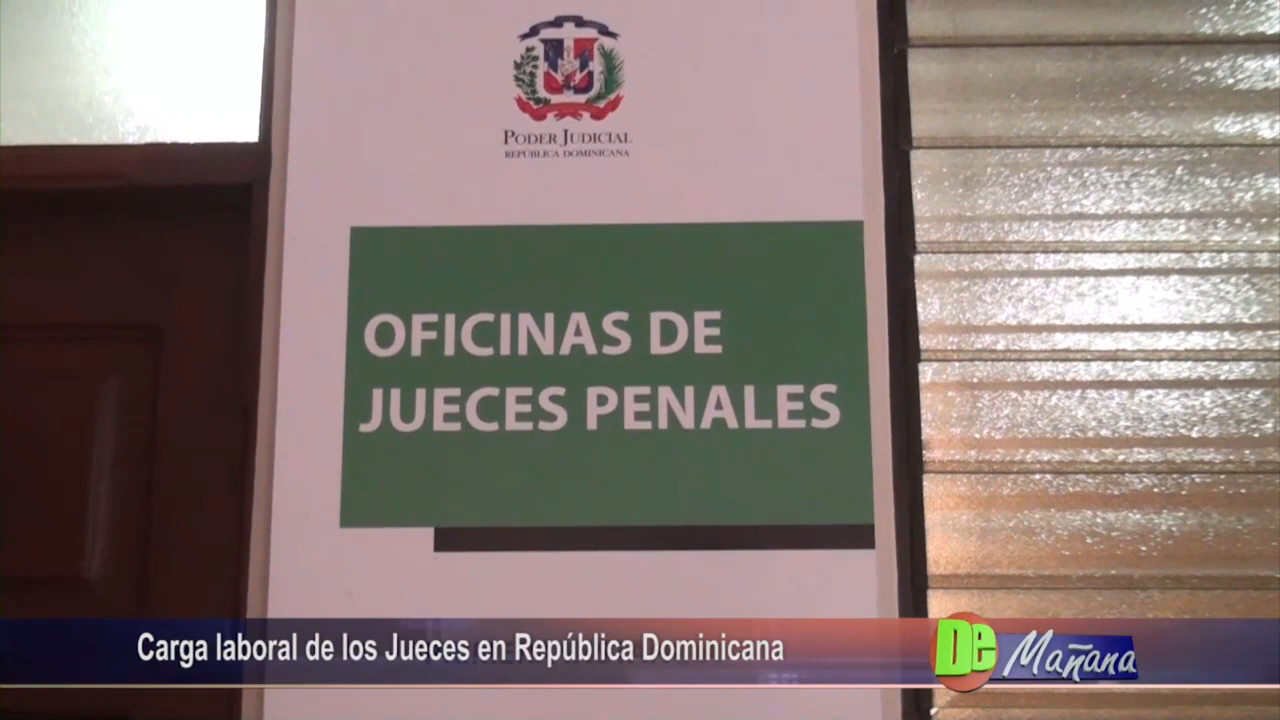 PODER JUDICIAL
REPÚBLICA DOMINICANA
OFICINAS DE
JUECES PENALES
Carga laboral de los Jueces en República Dominicana
De Mañana